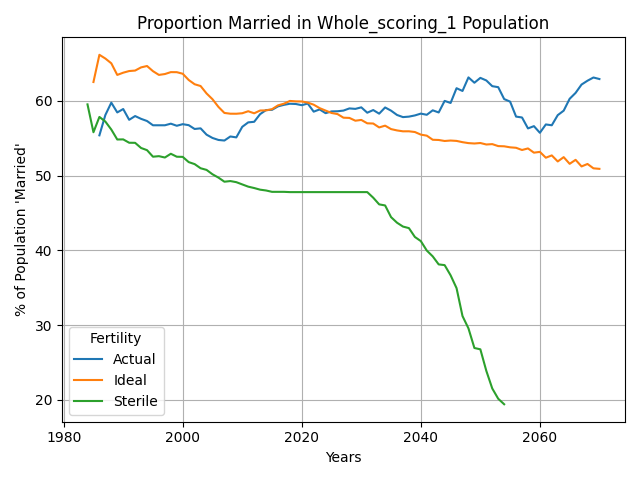 Proportion Married in Whole_scoring_1 Population
% of Population 'Married'
60
50
40
30
20
Fertility
Actual
Ideal
Sterile
1980 2000 2020 2040 2060
Years